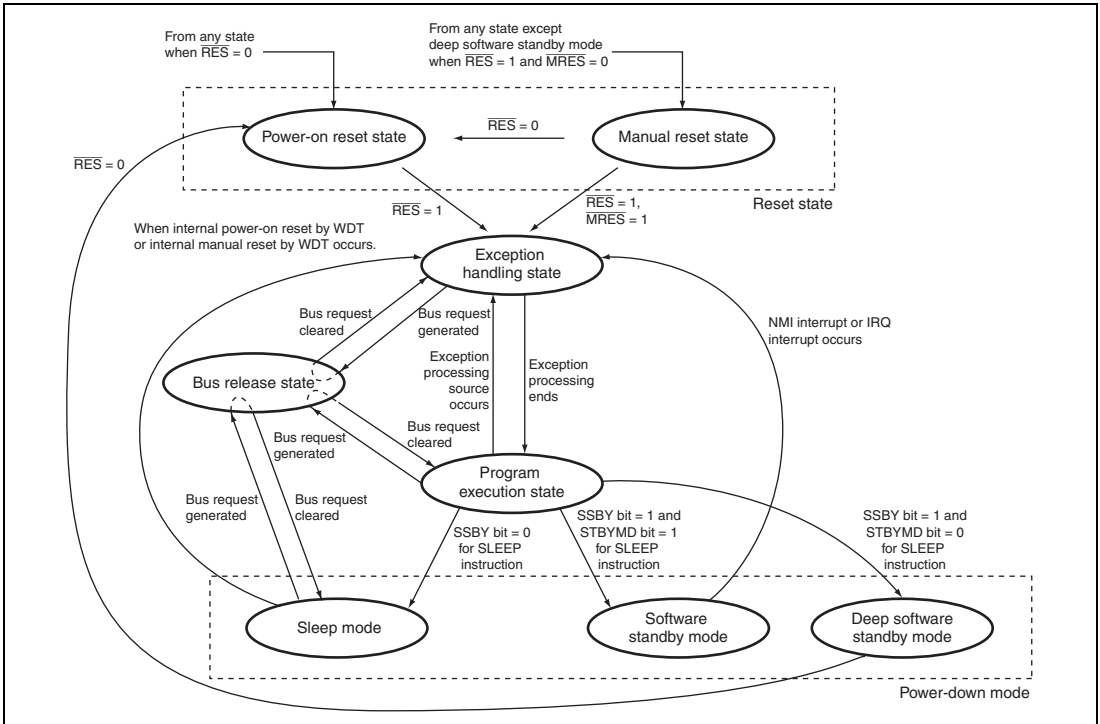 From any state
when RES = 0
From any state except
deep software standby mode
when RES = 1 and MRES = 0
Power-on reset state
RES = 0
Manual reset state
RES = 0
Reset state
RES = 1
RES = 1,
MRES = 1
When internal power-on reset by WDT
or internal manual reset by WDT occurs.
Exception
handling state
Bus request
cleared
Bus request
generated
NMI interrupt or IRQ
interrupt occurs
Exception
processing
source
occurs
Exception
processing
ends
Bus release state
Bus request
cleared
Bus request
generated
Program
execution state
Bus request
generated
Bus request
cleared
SSBY bit = 0
for SLEEP
instruction
SSBY bit = 1 and
STBYMD bit = 1
for SLEEP
instruction
SSBY bit = 1 and
STBYMD bit = 0
for SLEEP
instruction
Sleep mode
Software
standby mode
Deep software
standby mode
Power-down mode